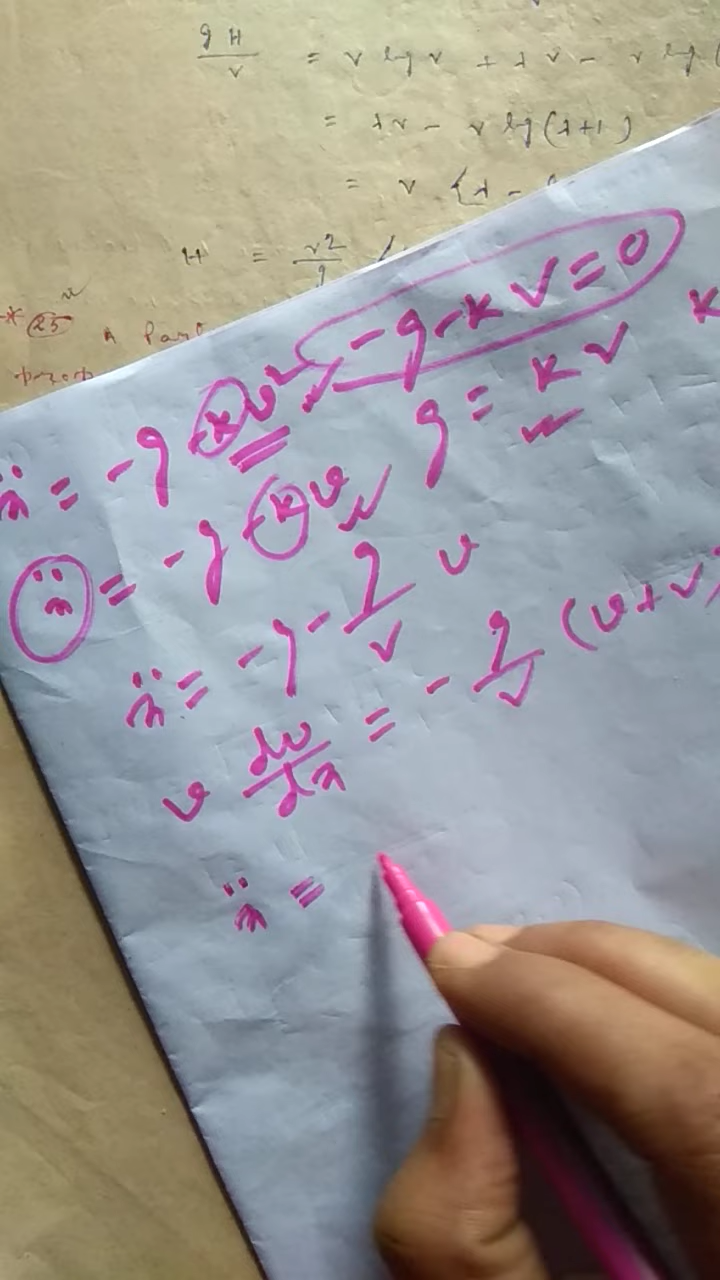 gH/v = v log v + λv - v log (
= λv - v log(λ+1)
= v {λ -
H = v²/g
* 25 A Part
-g-KV=0
ẍ = -g -Kv²
g = KV K
ẍ = -g -Kv
ẍ = -g - g/V v
v dv/dx = - g/V (v+V)
ẍ =